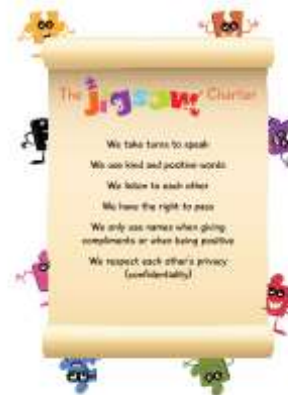 The Jigsaw Charter
We take turns to speak
We use kind and positive words
We listen to each other
We have the right to pass
We only use names when giving
compliments or when being positive
We respect each other's privacy
(confidentiality)